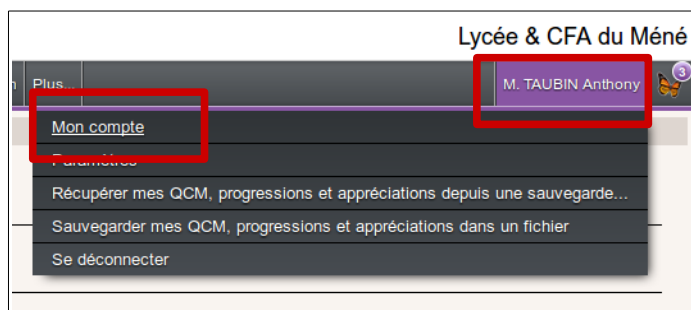 Lycée & CFA du Méné
n Plus... M. TAUBIN Anthony 3
Mon compte
Paramètres
Récupérer mes QCM, progressions et appréciations depuis une sauvegarde...
Sauvegarder mes QCM, progressions et appréciations dans un fichier
Se déconnecter